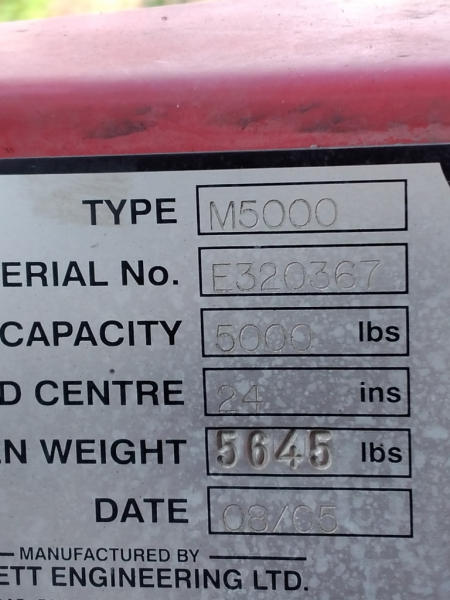 TYPE M5000
ERIAL No. E320367
CAPACITY 5000 lbs
D CENTRE 24 ins
N WEIGHT 5645 lbs
DATE 08/05
MANUFACTURED BY
ETT ENGINEERING LTD.